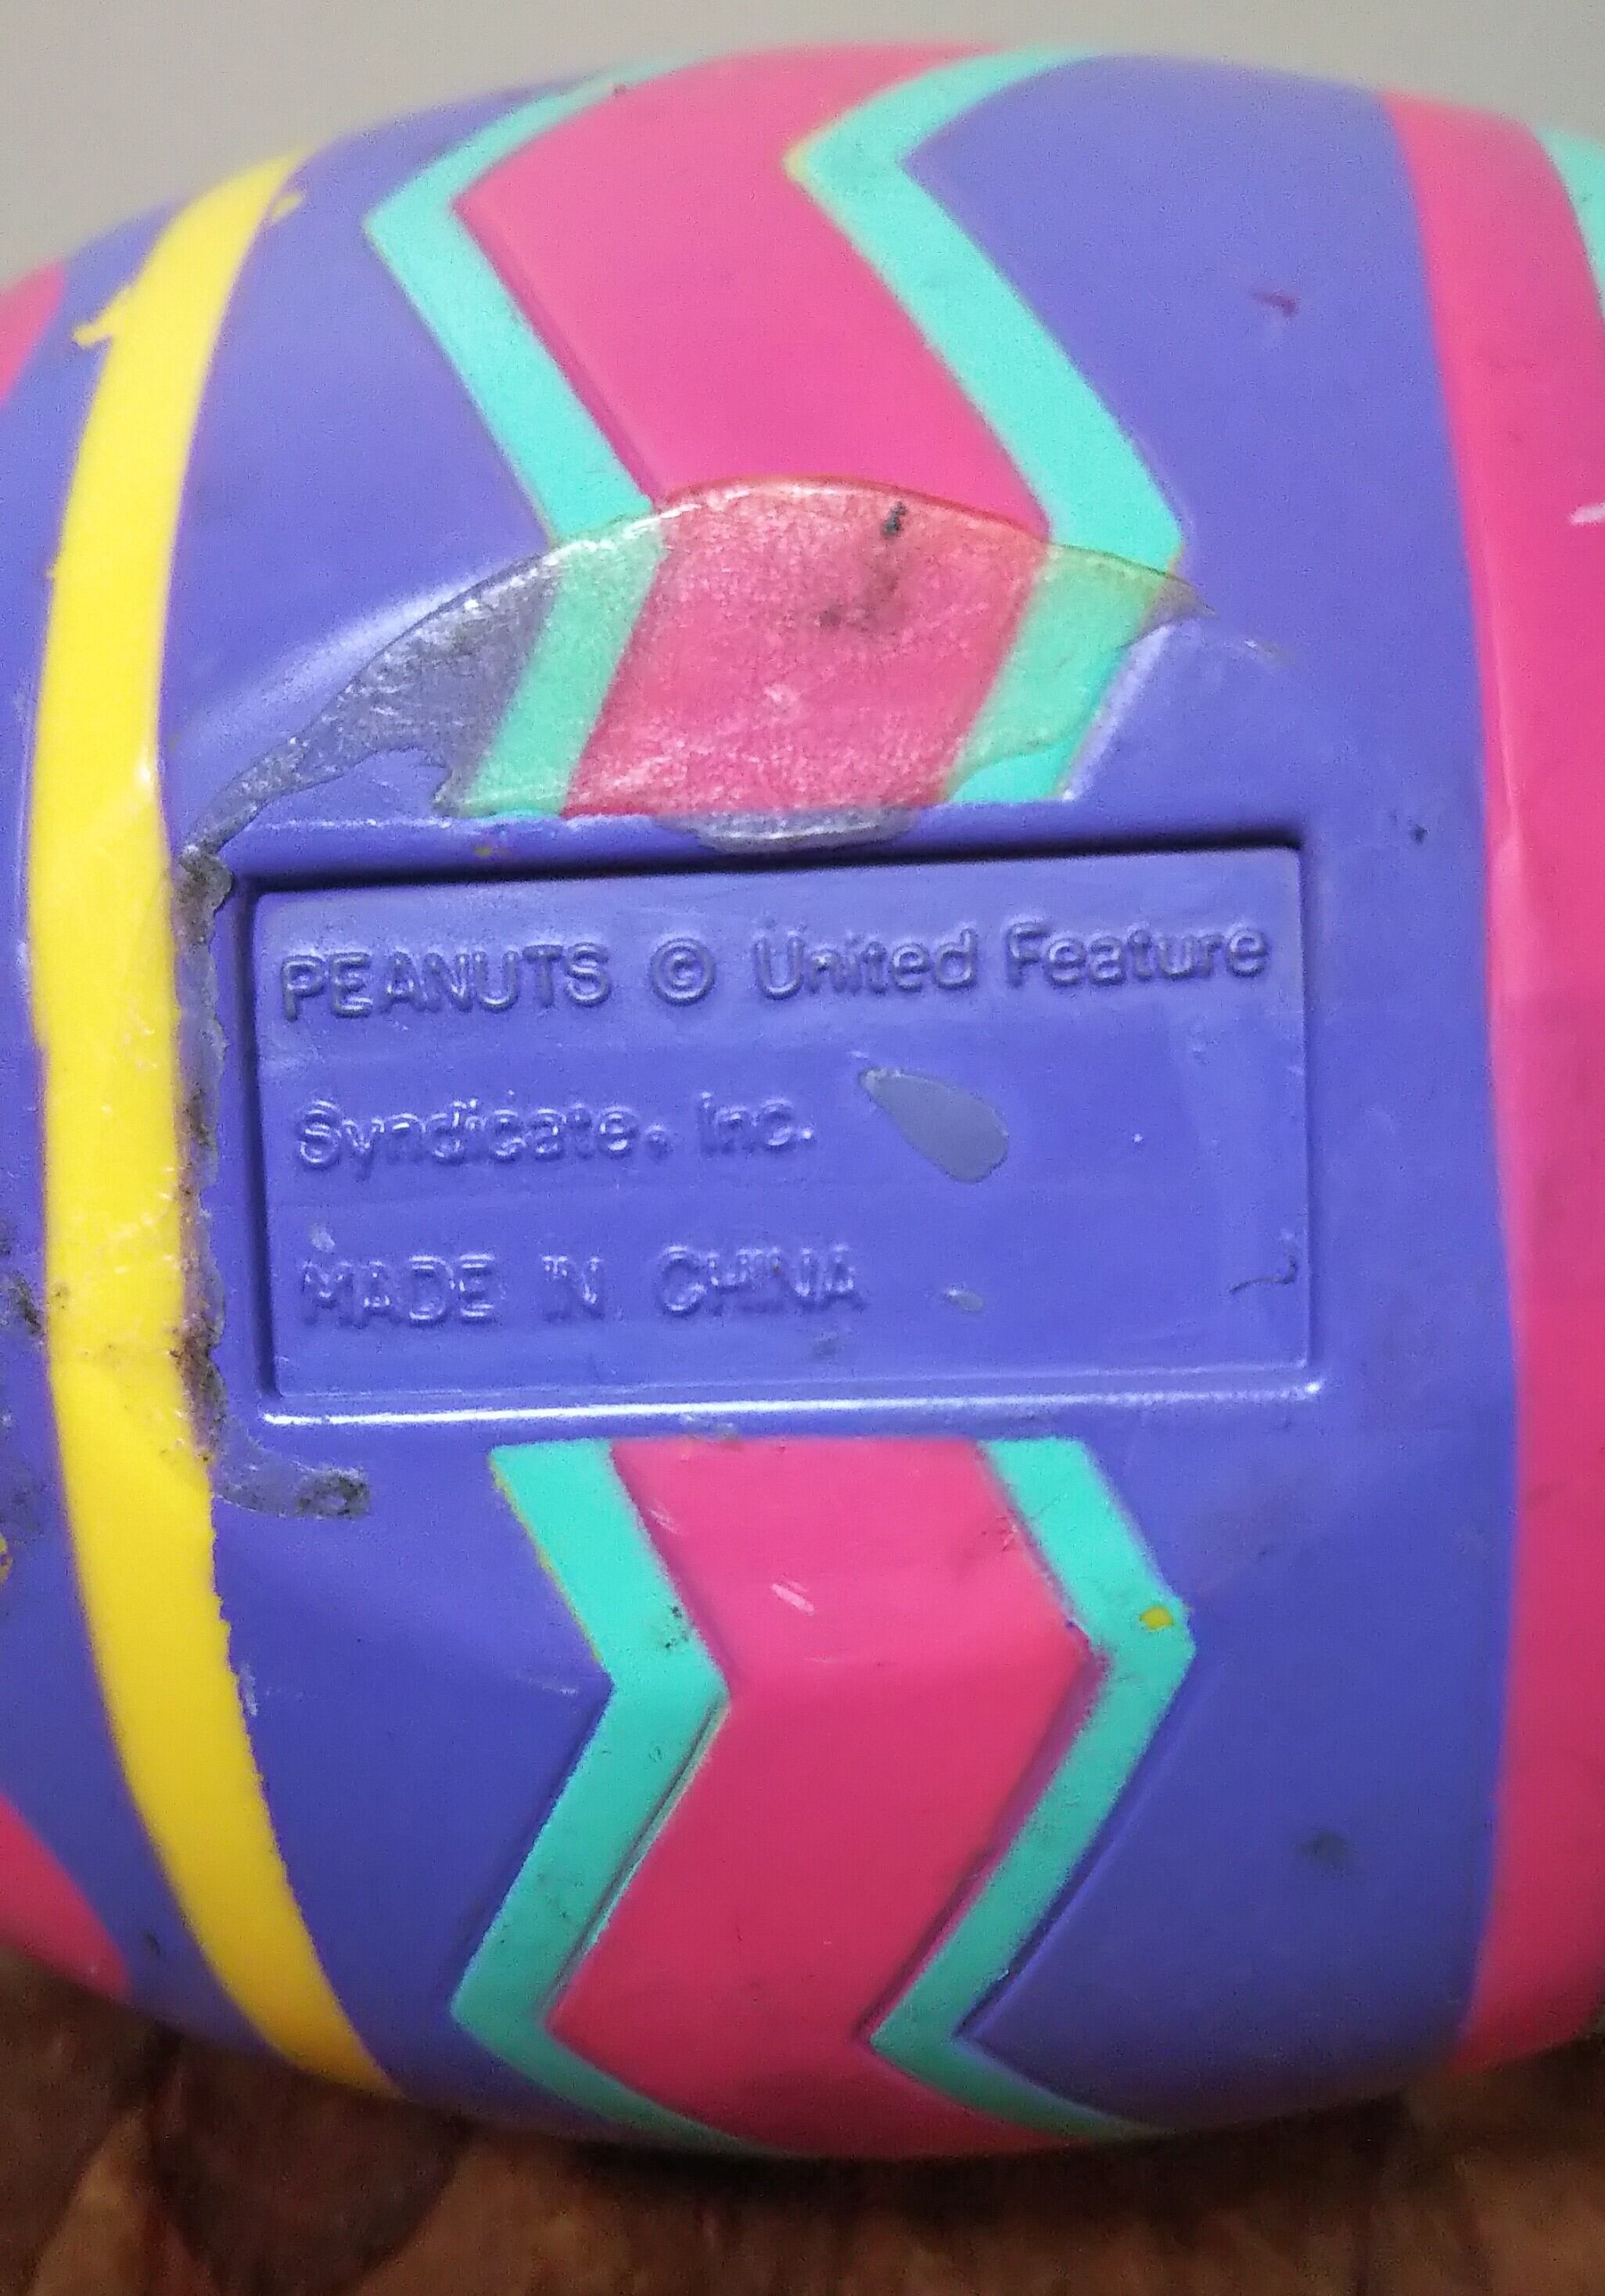 PEANUTS © United Feature
Syndicate, Inc.
MADE IN CHINA